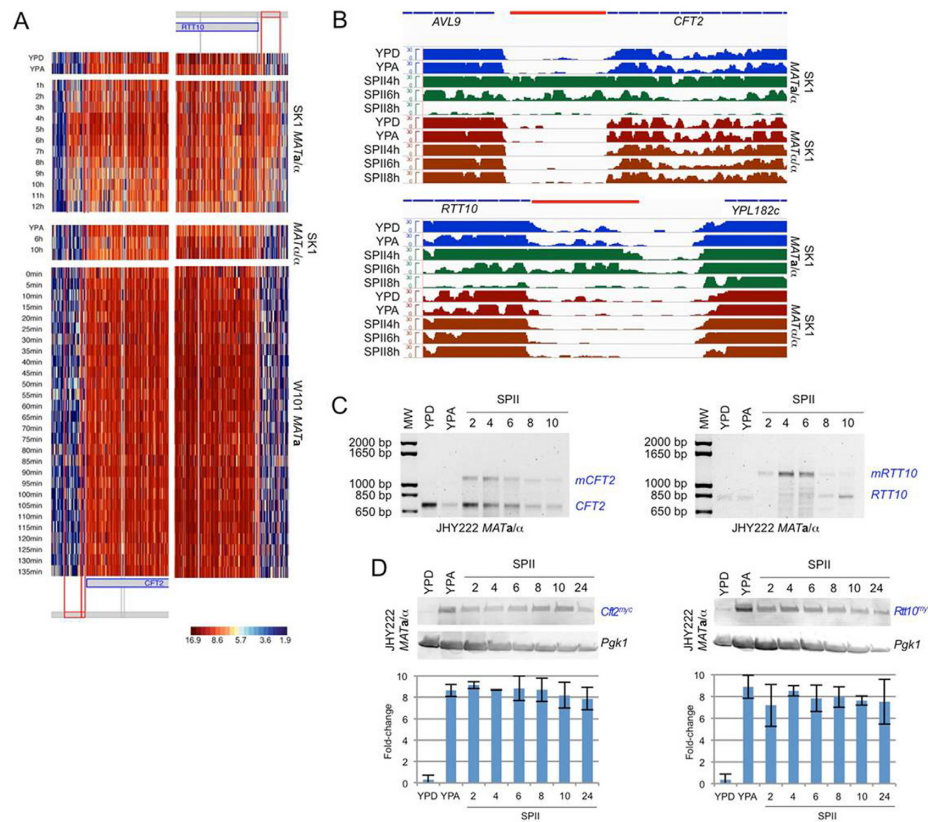 A
RTT10
YPD
YPA
1h
2h
3h
4h
5h
6h
7h
8h
9h
10h
11h
12h
SK1 MATa/α
YPA
6h
10h
SK1 MATα/α
0min
5min
10min
15min
20min
25min
30min
35min
40min
45min
50min
55min
60min
65min
70min
75min
80min
85min
90min
95min
100min
105min
110min
115min
120min
125min
130min
135min
W101 MATa
CFT2
16.9 8.6 5.2 3.6 2.8 1.9
B
AVL9 CFT2
YPD
YPA
SPII4h
SPII6h
SPII8h
YPD
YPA
SPII4h
SPII6h
SPII8h
SK1 MATa/α
SK1 MATα/α
RTT10 YPL182c
YPD
YPA
SPII4h
SPII6h
SPII8h
YPD
YPA
SPII4h
SPII6h
SPII8h
SK1 MATa/α
SK1 MATα/α
C
SPII
MW YPD YPA 2 4 6 8 10
2000 bp
1650 bp
1000 bp
850 bp
650 bp
mCFT2
CFT2
JHY222 MATa/α
SPII
MW YPD YPA 2 4 6 8 10
2000 bp
1650 bp
1000 bp
850 bp
650 bp
mRTT10
RTT10
JHY222 MATa/α
D
SPII
YPD YPA 2 4 6 8 10 24
JHY222 MATa/α
Cft2myc
Pgk1
Fold-change
10
8
6
4
2
0
YPD YPA 2 4 6 8 10 24
SPII
SPII
YPD YPA 2 4 6 8 10 24
JHY222 MATa/α
Rtt10my
Pgk1
Fold-change
10
8
6
4
2
0
YPD YPA 2 4 6 8 10 24
SPII